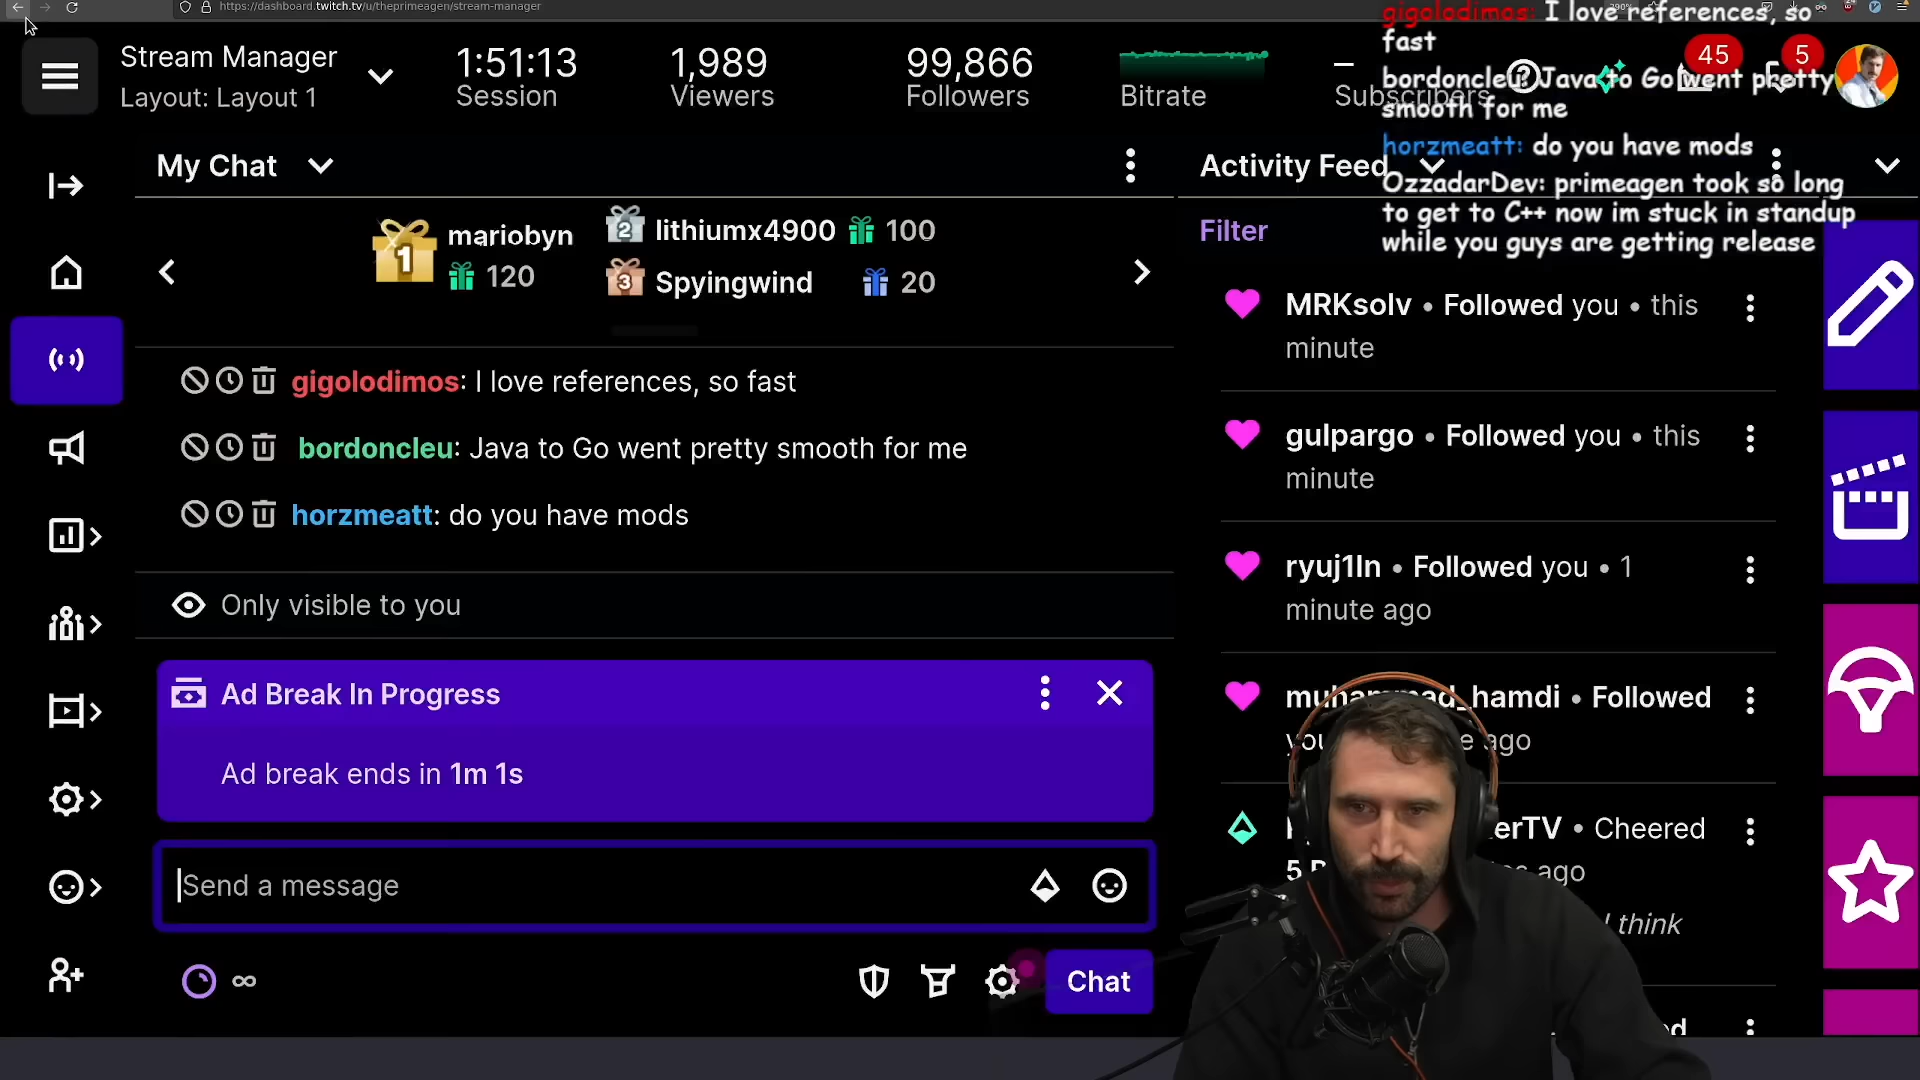 https://dashboard.twitch.tv/u/theprimeagen/stream-manager
Stream Manager
Layout: Layout 1
1:51:13
Session
1,989
Viewers
99,866
Followers
Bitrate
–
Subscribers
45
5
gigolodimos: I love references, so
fast
bordoncleu: Java to Go went pretty
smooth for me
horzmeatt: do you have mods
OzzadarDev: primeagen took so long
to get to C++ now im stuck in standup
while you guys are getting release
My Chat
1
mariobyn
120
2
lithiumx4900
100
3
Spyingwind
20
gigolodimos: I love references, so fast
bordoncleu: Java to Go went pretty smooth for me
horzmeatt: do you have mods
Only visible to you
Ad Break In Progress
Ad break ends in 1m 1s
Send a message
∞
Chat
Activity Feed
Filter
MRKsolv • Followed you • this
minute
gulpargo • Followed you • this
minute
ryuj1ln • Followed you • 1
minute ago
muhammad_hamdi • Followed
ago
erTV • Cheered
5
ago
I think